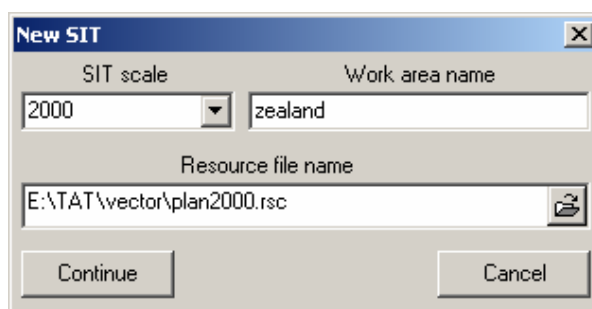 New SIT
SIT scale Work area name
2000 zealand
Resource file name
E:\TAT\vector\plan2000.rsc
Continue Cancel